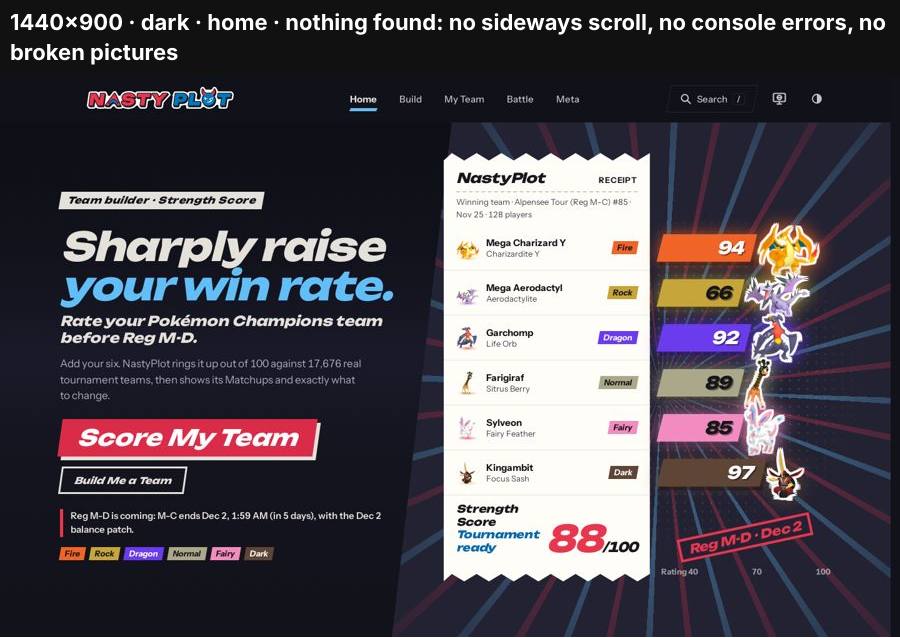 1440×900 · dark · home · nothing found: no sideways scroll, no console errors, no
broken pictures
NASTY PLOT
Home
Build
My Team
Battle
Meta
Search /
Team builder · Strength Score
Sharply raise
your win rate.
Rate your Pokémon Champions team
before Reg M-D.
Add your six. NastyPlot rings it up out of 100 against 17,676 real
tournament teams, then shows its Matchups and exactly what
to change.
Score My Team
Build Me a Team
Reg M-D is coming: M-C ends Dec 2, 1:59 AM (in 5 days), with the Dec 2
balance patch.
Fire Rock Dragon Normal Fairy Dark
NastyPlot RECEIPT
Winning team · Alpensee Tour (Reg M-C) #85 ·
Nov 25 · 128 players
Mega Charizard Y
Charizardite Y
Fire
94
Mega Aerodactyl
Aerodactylite
Rock
66
Garchomp
Life Orb
Dragon
92
Farigiraf
Sitrus Berry
Normal
89
Sylveon
Fairy Feather
Fairy
85
Kingambit
Focus Sash
Dark
97
Strength
Score
Tournament
ready
88/100
Reg M-D · Dec 2
Rating 40 70 100